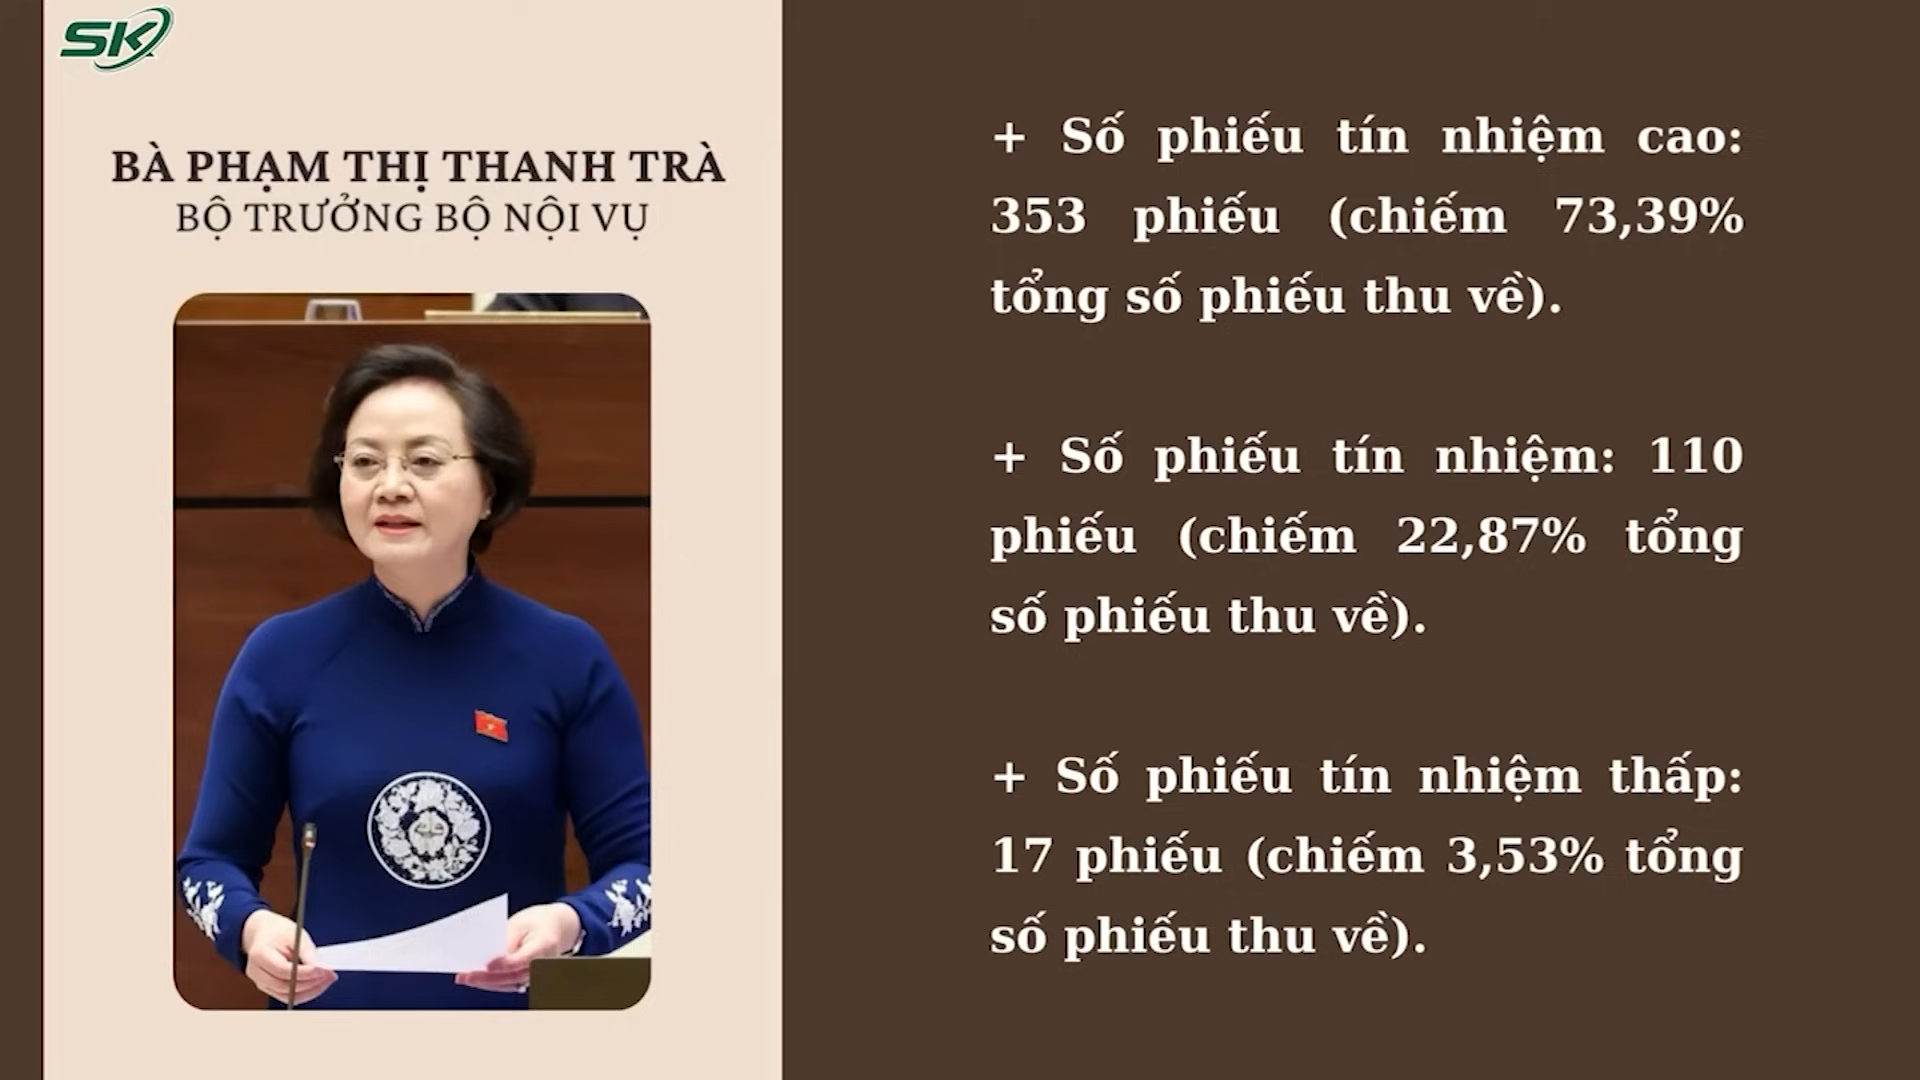 SK
BÀ PHẠM THỊ THANH TRÀ
BỘ TRƯỞNG BỘ NỘI VỤ
+ Số phiếu tín nhiệm cao:
353 phiếu (chiếm 73,39%
tổng số phiếu thu về).
+ Số phiếu tín nhiệm: 110
phiếu (chiếm 22,87% tổng
số phiếu thu về).
+ Số phiếu tín nhiệm thấp:
17 phiếu (chiếm 3,53% tổng
số phiếu thu về).